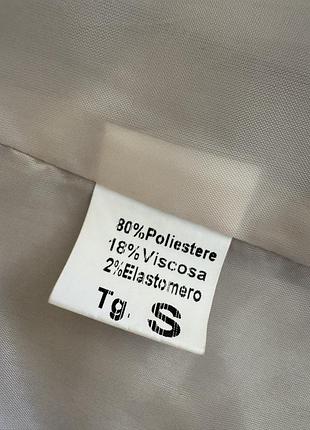 80%Poliestere
18%Viscosa
2%Elastomero
Tg. S